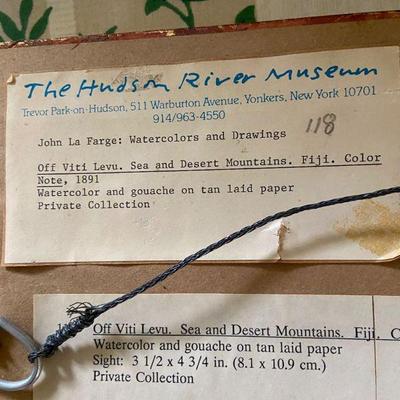 The Hudson River Museum
Trevor Park-on-Hudson, 511 Warburton Avenue, Yonkers, New York 10701
914/963-4550
John La Farge: Watercolors and Drawings 118
Off Viti Levu. Sea and Desert Mountains. Fiji. Color
Note, 1891
Watercolor and gouache on tan laid paper
Private Collection
Off Viti Levu. Sea and Desert Mountains. Fiji. C
Watercolor and gouache on tan laid paper
Sight: 3 1/2 x 4 3/4 in. (8.1 x 10.9 cm.)
Private Collection